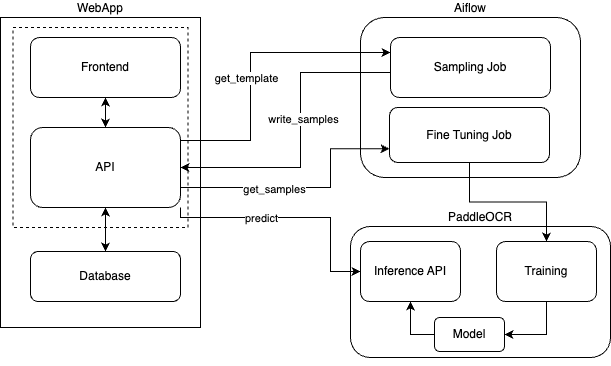 WebApp
Aiflow
Frontend
Sampling Job
get_template
write_samples
Fine Tuning Job
API
get_samples
predict
PaddleOCR
Database
Inference API
Training
Model